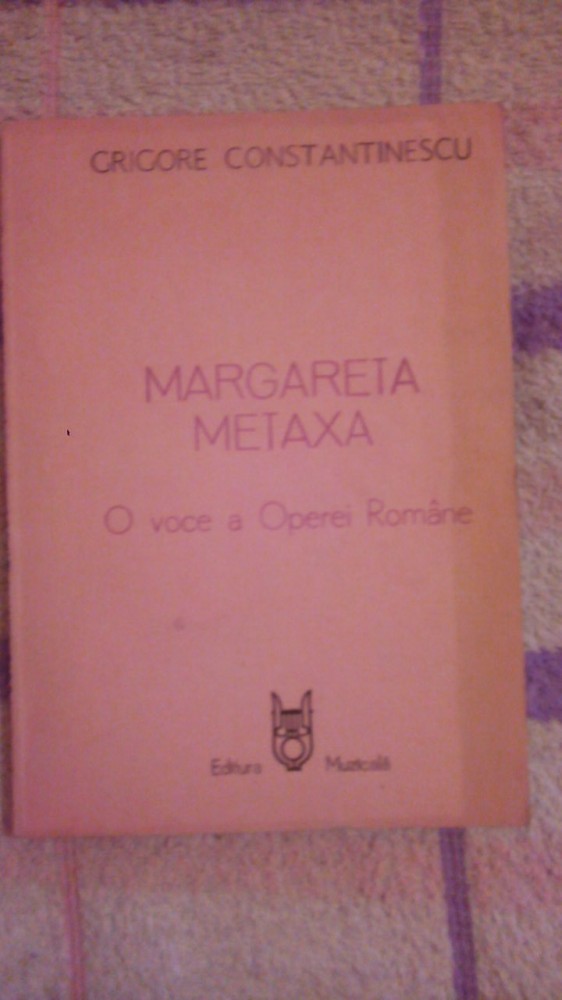 GRIGORE CONSTANTINESCU
MARGARETA
METAXA
O voce a Operei Române
Editura Muzicală